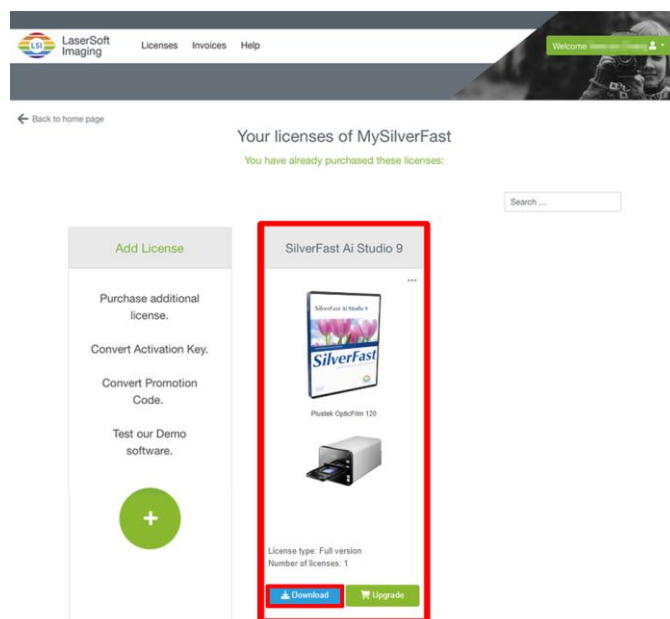 LSI
LaserSoft
Imaging
Licenses Invoices Help
Welcome
Back to home page
Your licenses of MySilverFast
You have already purchased these licenses:
Search ...
Add License
Purchase additional
license.
Convert Activation Key.
Convert Promotion
Code.
Test our Demo
software.
+
SilverFast Ai Studio 9
...
SilverFast Ai Studio 9
SilverFast
Plustek OpticFilm 120
License type: Full version
Number of licenses: 1
Download
Upgrade